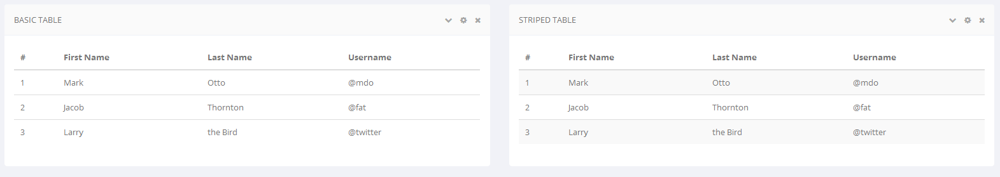 BASIC TABLE
# First Name Last Name Username
1 Mark Otto @mdo
2 Jacob Thornton @fat
3 Larry the Bird @twitter
STRIPED TABLE
# First Name Last Name Username
1 Mark Otto @mdo
2 Jacob Thornton @fat
3 Larry the Bird @twitter